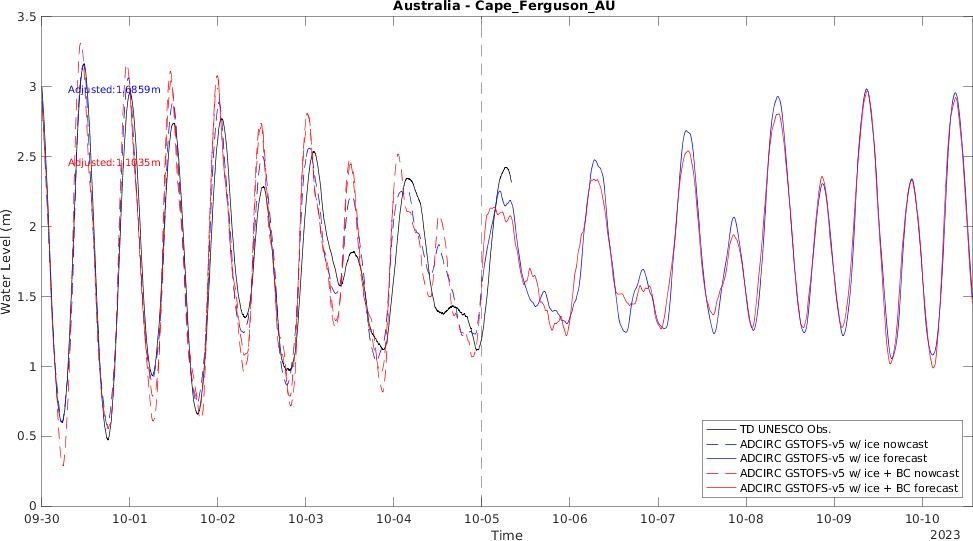 Australia - Cape_Ferguson_AU
3.5
3
2.5
2
1.5
1
0.5
0
Water Level (m)
Adjusted:1.6859m
Adjusted:1.1035m
TD UNESCO Obs.
ADCIRC GSTOFS-v5 w/ ice nowcast
ADCIRC GSTOFS-v5 w/ ice forecast
ADCIRC GSTOFS-v5 w/ ice + BC nowcast
ADCIRC GSTOFS-v5 w/ ice + BC forecast
09-30 10-01 10-02 10-03 10-04 10-05 10-06 10-07 10-08 10-09 10-10
Time
2023